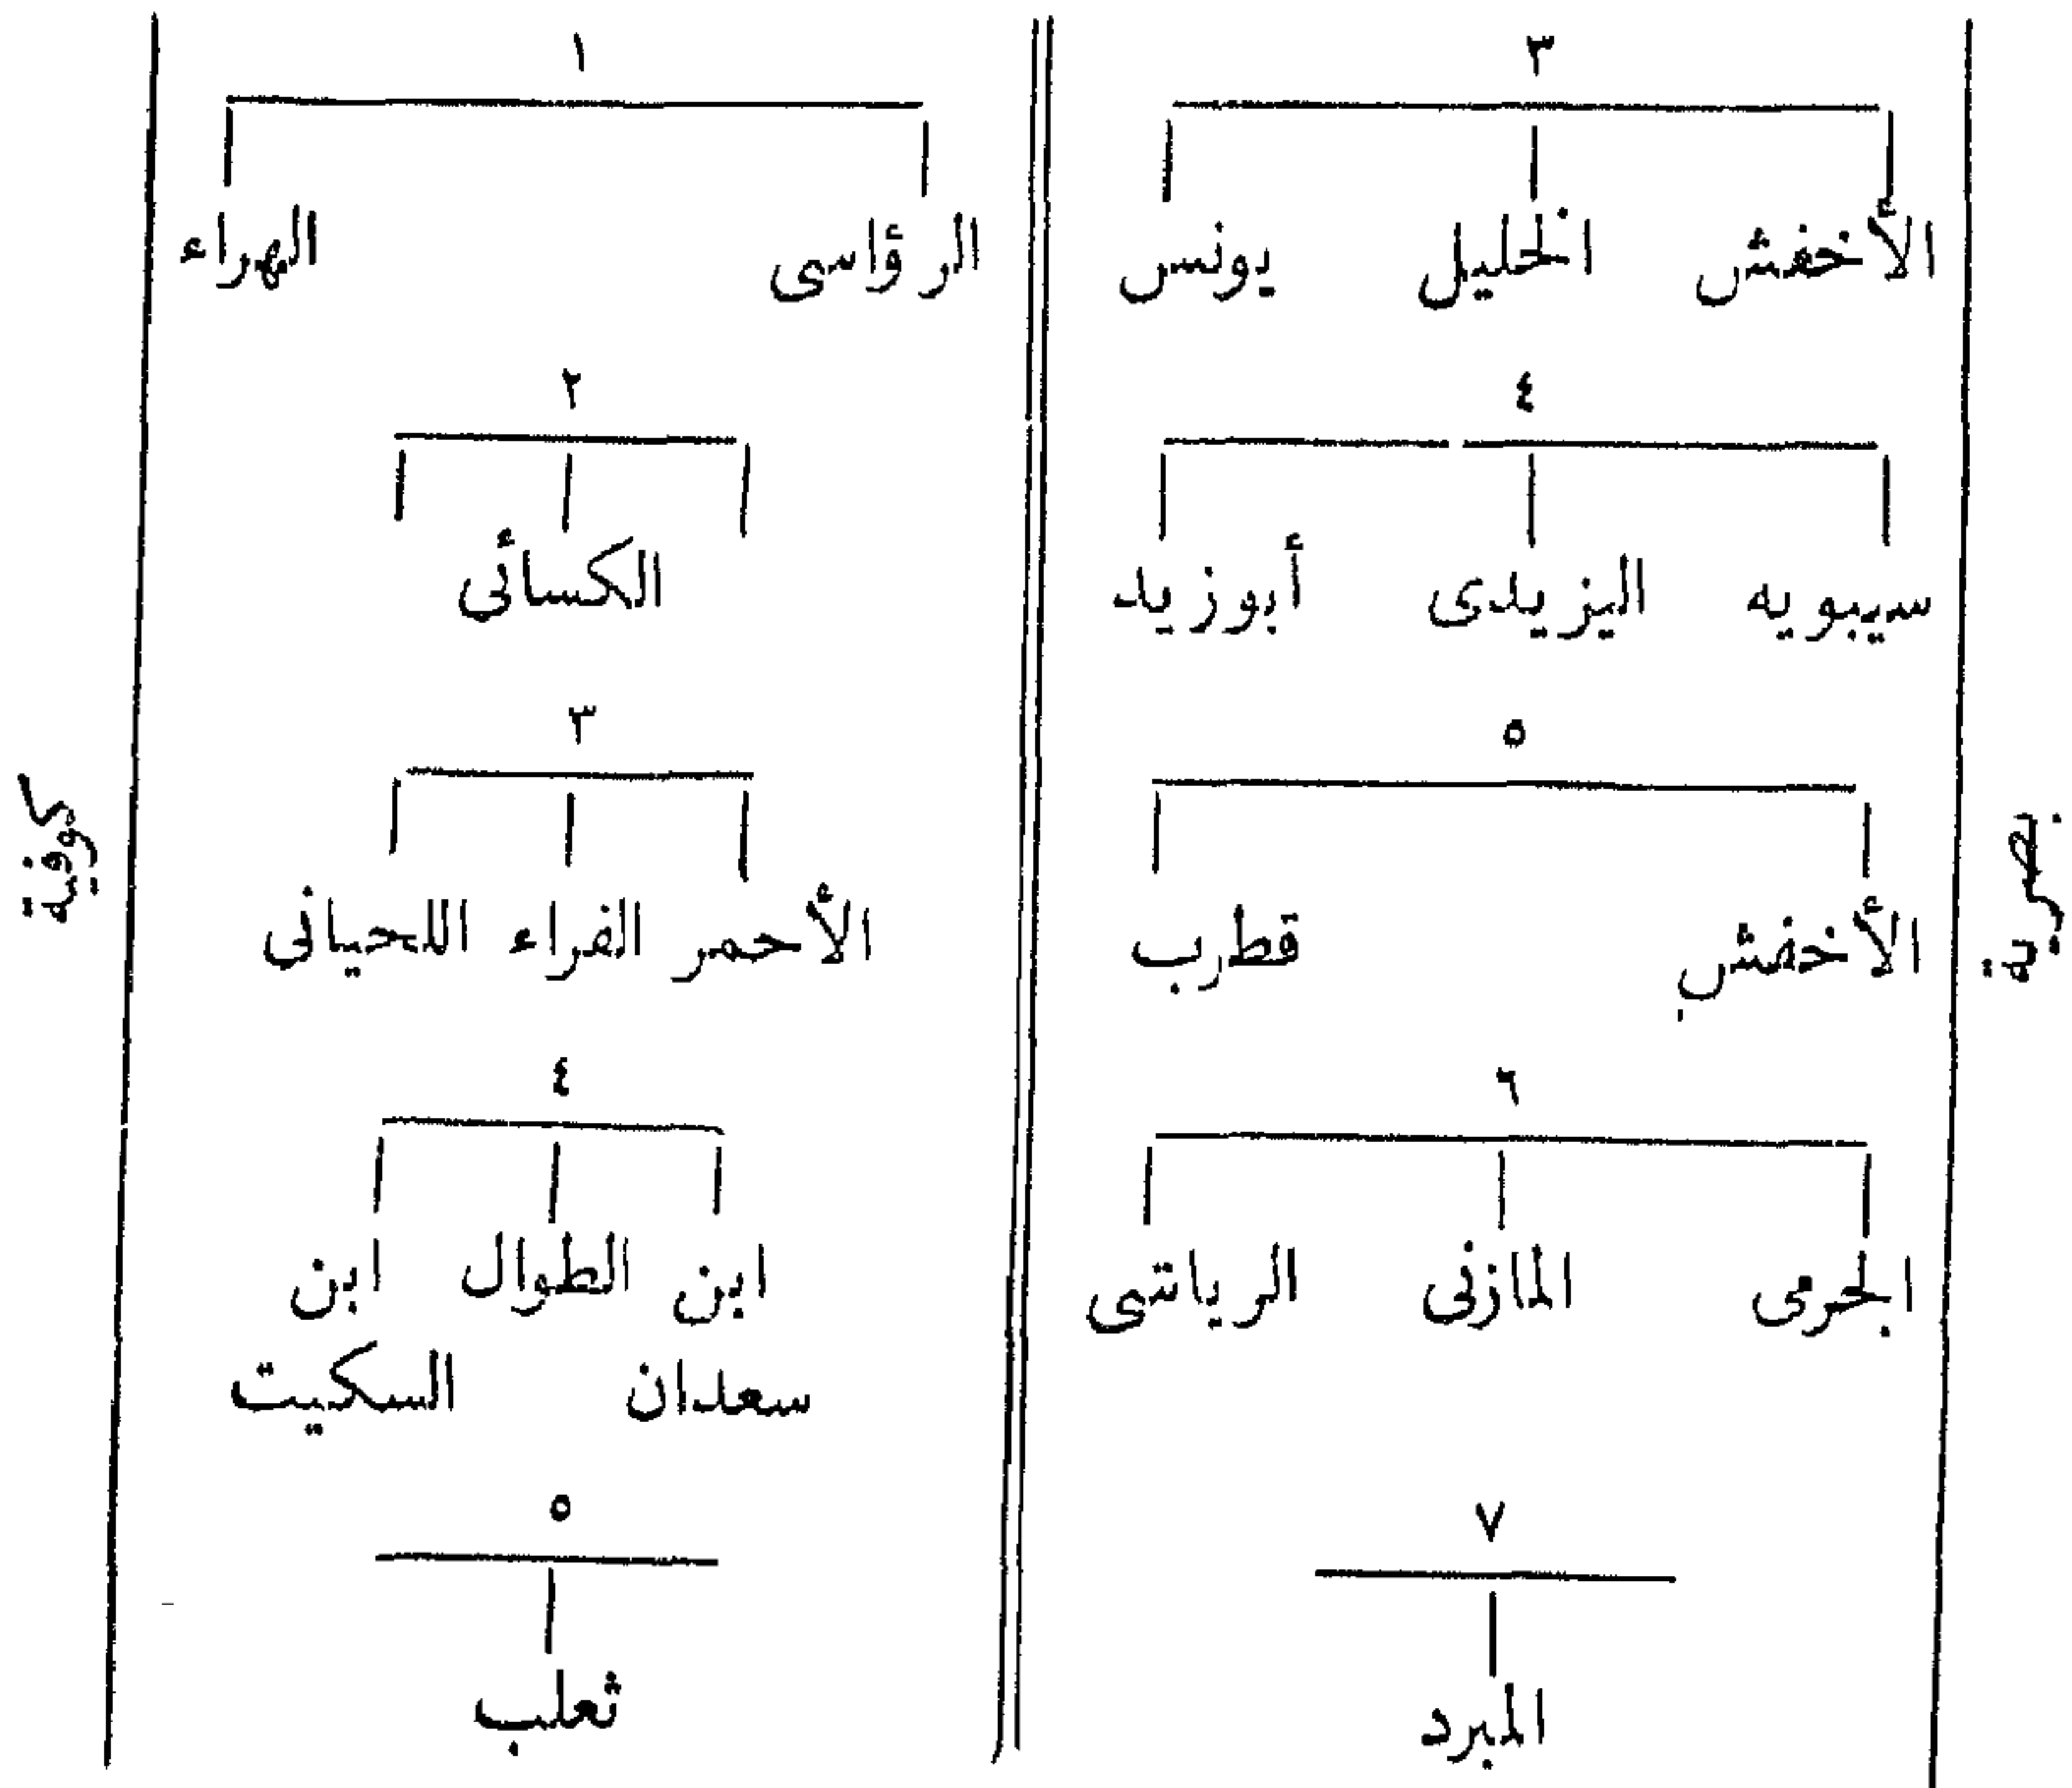 بصرية
٣
الأخفش الخليل يونس
٤
سيبويه اليزيدى أبوزيد
٥
الأخفش قطرب
٦
الجرمى المازنى الرياشى
٧
المبرد
١
الرؤاسى الهراء
٢
الكسائى
٣
الأحمر الفراء اللحيانى
٤
ابن الطوال ابن
سعدان السكيت
٥
ثعلب
كوفية